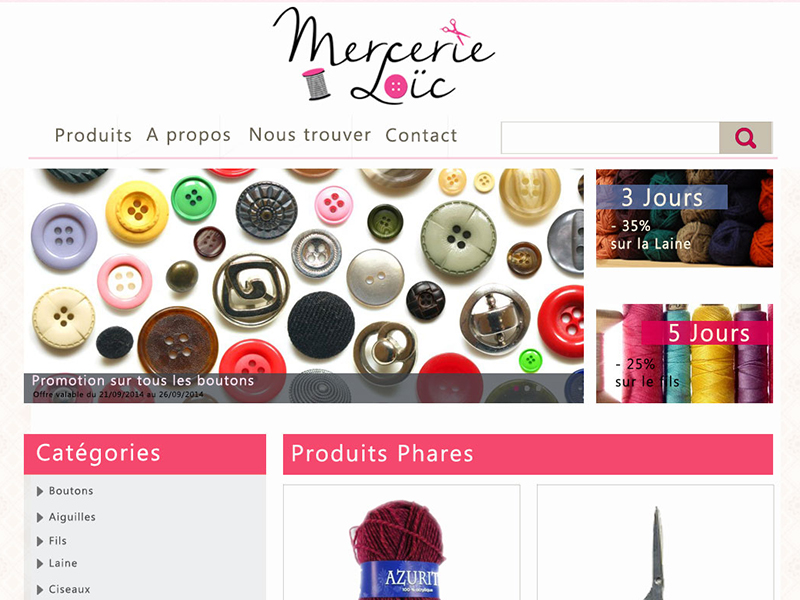 Mercerie
Loïc
Produits A propos Nous trouver Contact
3 Jours
- 35%
sur la Laine
5 Jours
- 25%
sur le fils
Promotion sur tous les boutons
Offre valable du 21/09/2014 au 26/09/2014
Catégories
Boutons
Aiguilles
Fils
Laine
Ciseaux
Produits Phares
AZURIT
100% acrylique